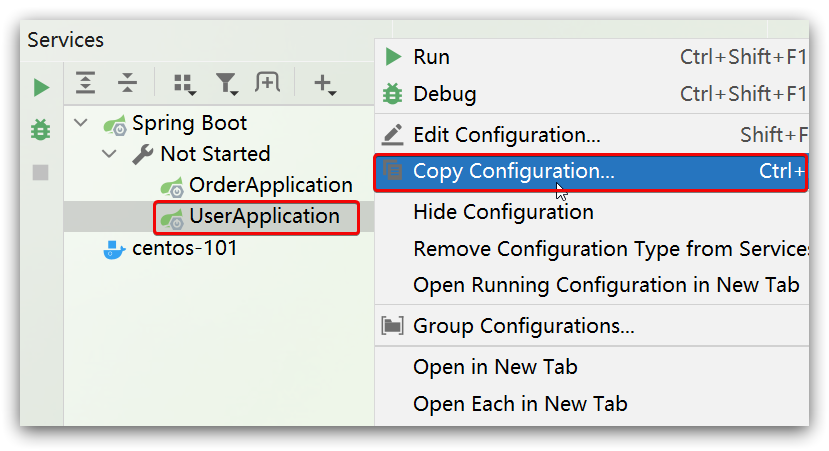 Services
Spring Boot
Not Started
OrderApplication
UserApplication
centos-101
Run Ctrl+Shift+F1
Debug Ctrl+Shift+F1
Edit Configuration... Shift+F
Copy Configuration... Ctrl+
Hide Configuration
Remove Configuration Type from Services
Open Running Configuration in New Tab
Group Configurations...
Open in New Tab
Open Each in New Tab